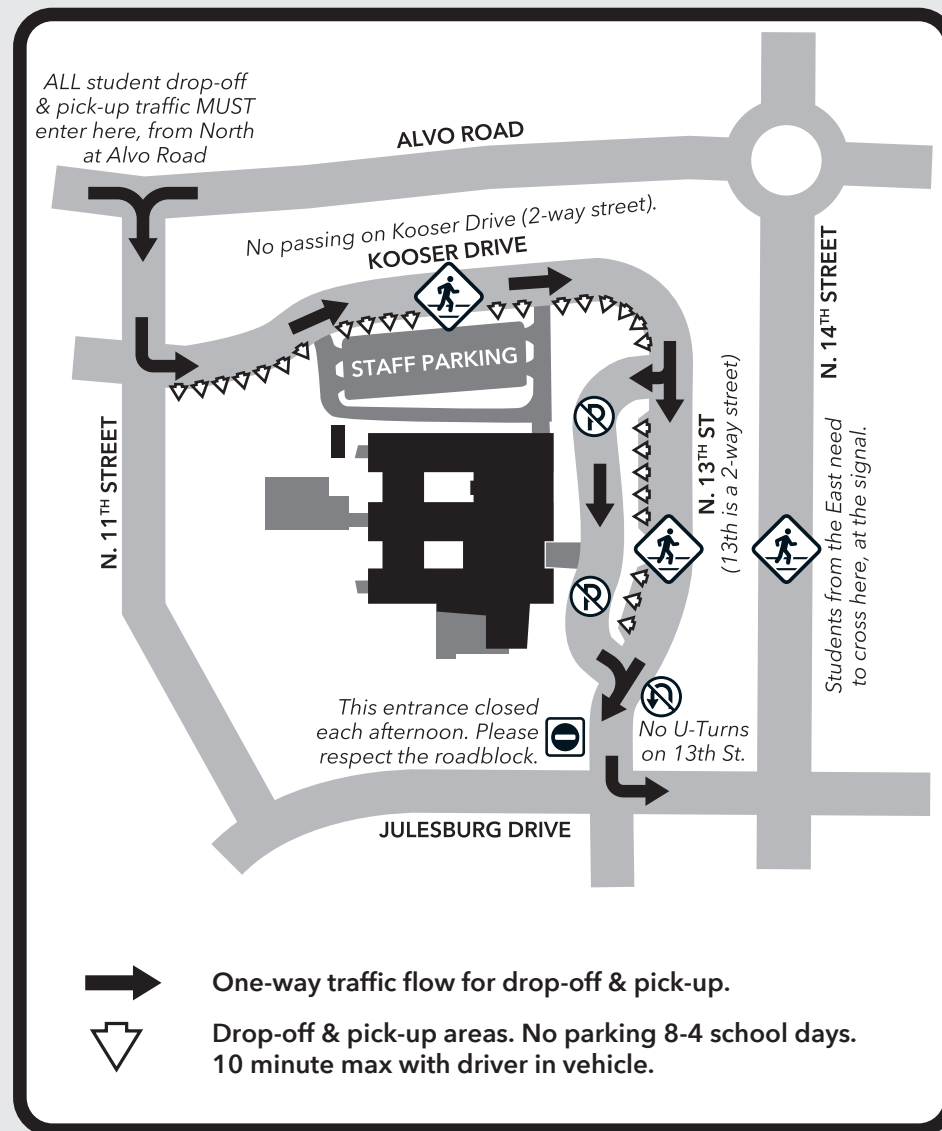 ALL student drop-off
& pick-up traffic MUST
enter here, from North
at Alvo Road
ALVO ROAD
No passing on Kooser Drive (2-way street).
KOOSER DRIVE
STAFF PARKING
N. 11TH STREET
N. 13TH ST
(13th is a 2-way street)
N. 14TH STREET
Students from the East need
to cross here, at the signal.
P
P
This entrance closed
each afternoon. Please
respect the roadblock.
No U-Turns
on 13th St.
JULESBURG DRIVE
One-way traffic flow for drop-off & pick-up.
Drop-off & pick-up areas. No parking 8-4 school days.
10 minute max with driver in vehicle.